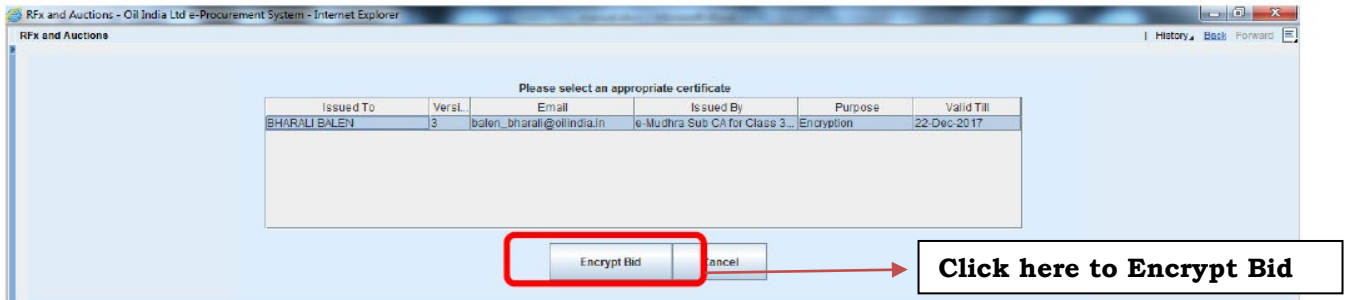 RFx and Auctions - Oil India Ltd e-Procurement System - Internet Explorer
RFx and Auctions
| History Back Forward
Please select an appropriate certificate
Issued To Versi... Email Issued By Purpose Valid Till
BHARALI BALEN 3 balen_bharali@oilindia.in e-Mudhra Sub CA for Class 3... Encryption 22-Dec-2017
Encrypt Bid Cancel
Click here to Encrypt Bid